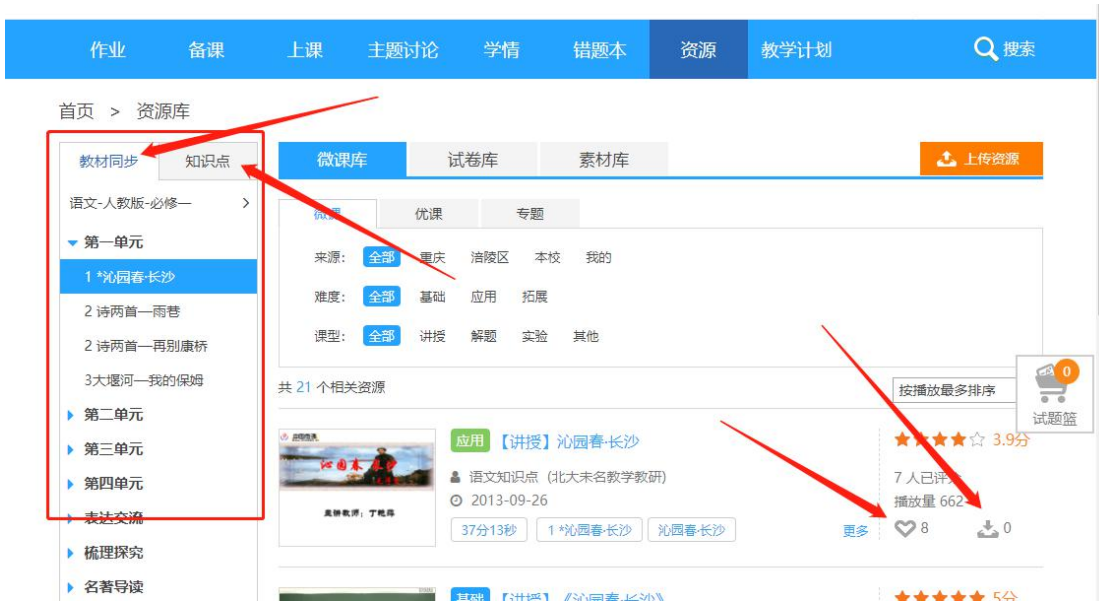 作业 备课 上课 主题讨论 学情 错题本 资源 教学计划 搜索
首页 > 资源库
教材同步 知识点
语文-人教版-必修一 >
第一单元
1 *沁园春·长沙
2 诗两首—雨巷
2 诗两首—再别康桥
3大堰河—我的保姆
第二单元
第三单元
第四单元
表达交流
梳理探究
名著导读
微课库 试卷库 素材库 上传资源
微课 优课 专题
来源: 全部 重庆 涪陵区 本校 我的
难度: 全部 基础 应用 拓展
课型: 全部 讲授 解题 实验 其他
共 21 个相关资源 按播放最多排序
0
试题篮
沁园春 长沙
应用 【讲授】沁园春·长沙 3.9分
语文知识点 (北大未名教学教研) 7 人已评分
2013-09-26 播放量 662
37分13秒 1 *沁园春·长沙 沁园春·长沙 更多 8 0
基础 【讲授】《沁园春·长沙》 5分